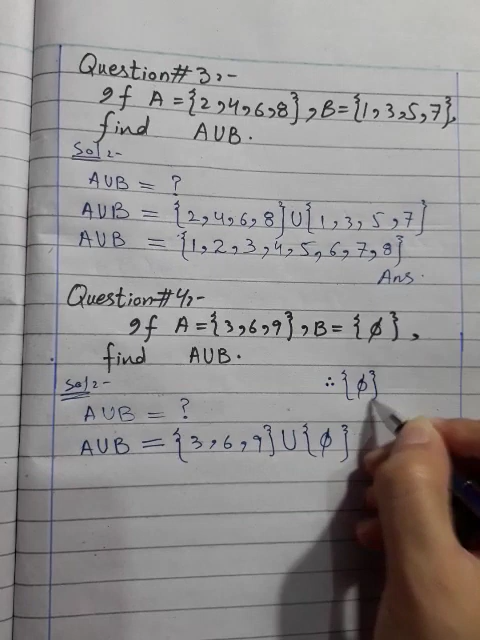 Question# 3:-
If A = {2,4,6,8}, B={1,3,5,7},
find AUB.
Sol:-
AUB = ?
AUB = {2,4,6,8}U{1,3,5,7}
AUB = {1,2,3,4,5,6,7,8}
Ans.
Question#4:-
If A={3,6,9}, B= {ϕ},
find AUB.
Sol:- ∴ {ϕ}
AUB = ?
AUB = {3,6,9}U{ϕ}